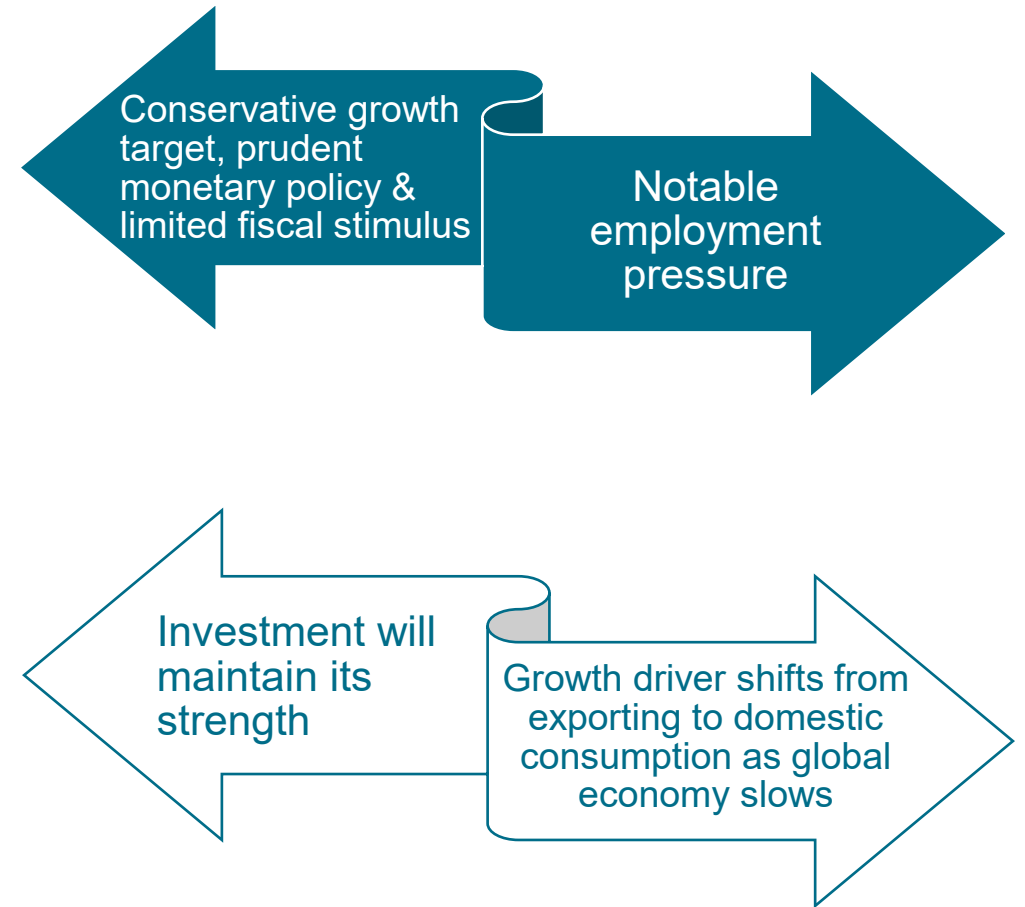 Conservative growth
target, prudent
monetary policy &
limited fiscal stimulus
Notable
employment
pressure
Investment will
maintain its
strength
Growth driver shifts from
exporting to domestic
consumption as global
economy slows